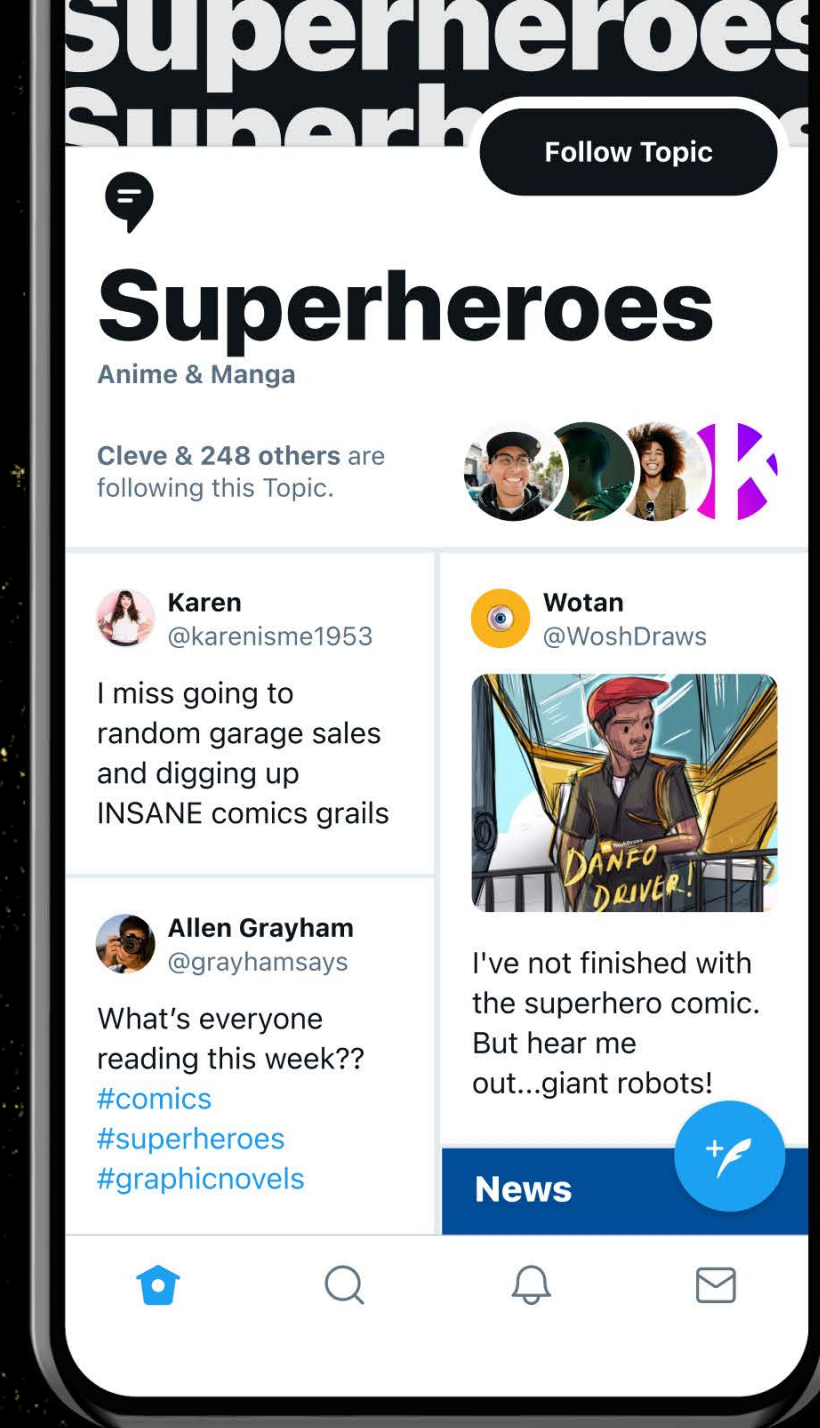 Superheroes
Superheroes
Follow Topic
Superheroes
Anime & Manga
Cleve & 248 others are
following this Topic.
Karen
@karenisme1953
I miss going to
random garage sales
and digging up
INSANE comics grails
Allen Grayham
@grayhamsays
What’s everyone
reading this week??
#comics
#superheroes
#graphicnovels
Wotan
@WoshDraws
WoshDraws
DANFO
DRIVER!
I've not finished with
the superhero comic.
But hear me
out...giant robots!
News